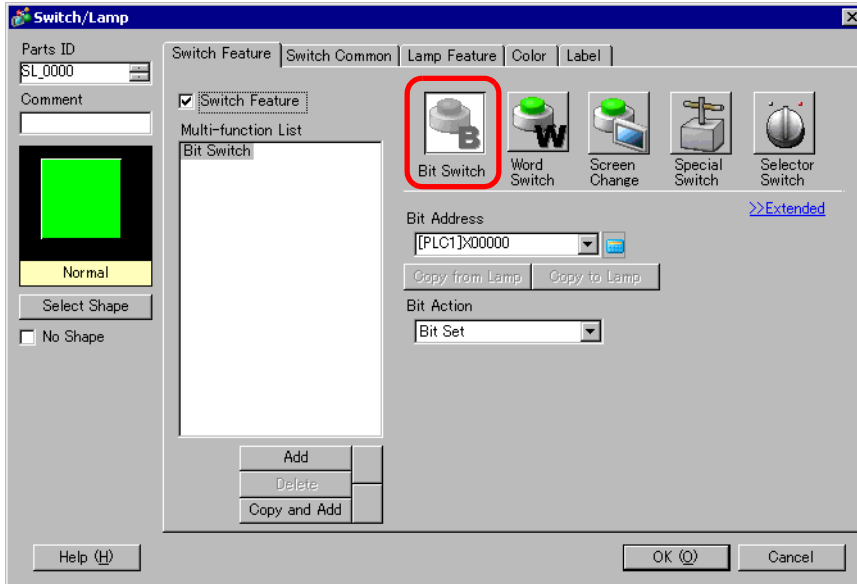 Switch/Lamp
Parts ID
SL_0000
Comment
Normal
Select Shape
No Shape
Switch Feature
Switch Common
Lamp Feature
Color
Label
Switch Feature
Multi-function List
Bit Switch
Add
Delete
Copy and Add
B
Bit Switch
W
Word
Switch
Screen
Change
Special
Switch
Selector
Switch
>>Extended
Bit Address
[PLC1]X00000
Copy from Lamp
Copy to Lamp
Bit Action
Bit Set
Help (H)
OK (O)
Cancel